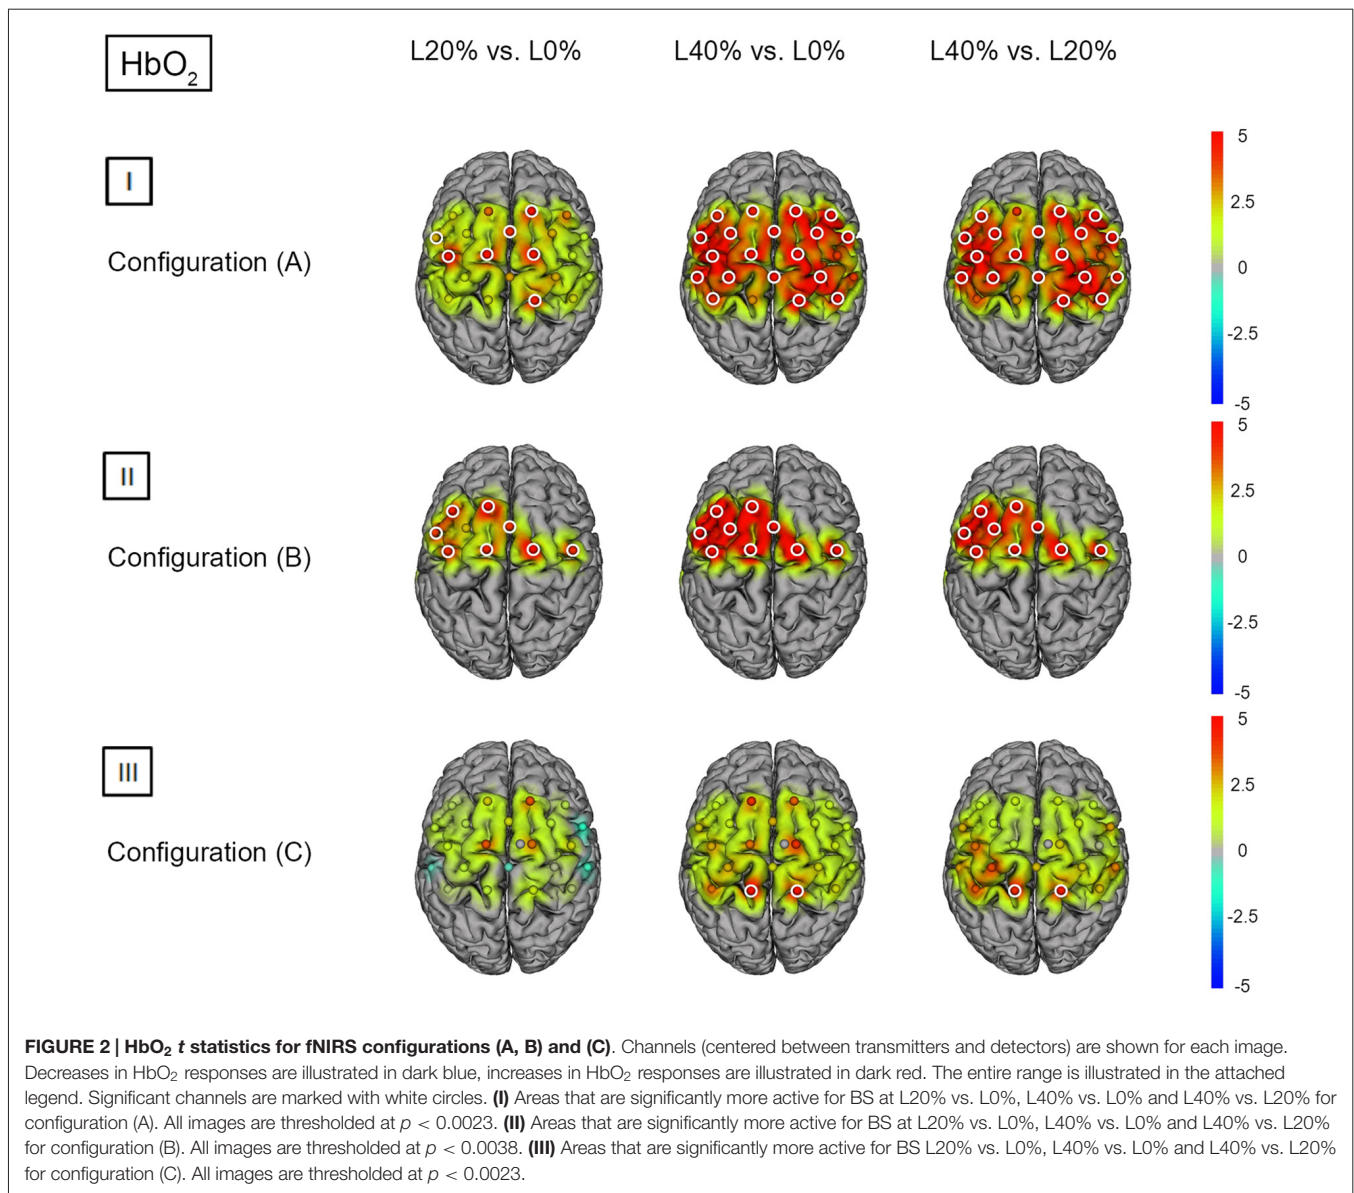 HbO2
L20% vs. L0%
L40% vs. L0%
L40% vs. L20%
I
Configuration (A)
5
2.5
0
-2.5
-5
II
Configuration (B)
5
2.5
0
-2.5
-5
III
Configuration (C)
5
2.5
0
-2.5
-5
FIGURE 2 | HbO2 t statistics for fNIRS configurations (A, B) and (C). Channels (centered between transmitters and detectors) are shown for each image.
Decreases in HbO2 responses are illustrated in dark blue, increases in HbO2 responses are illustrated in dark red. The entire range is illustrated in the attached
legend. Significant channels are marked with white circles. (I) Areas that are significantly more active for BS at L20% vs. L0%, L40% vs. L0% and L40% vs. L20% for
configuration (A). All images are thresholded at p < 0.0023. (II) Areas that are significantly more active for BS at L20% vs. L0%, L40% vs. L0% and L40% vs. L20%
for configuration (B). All images are thresholded at p < 0.0038. (III) Areas that are significantly more active for BS L20% vs. L0%, L40% vs. L0% and L40% vs. L20%
for configuration (C). All images are thresholded at p < 0.0023.